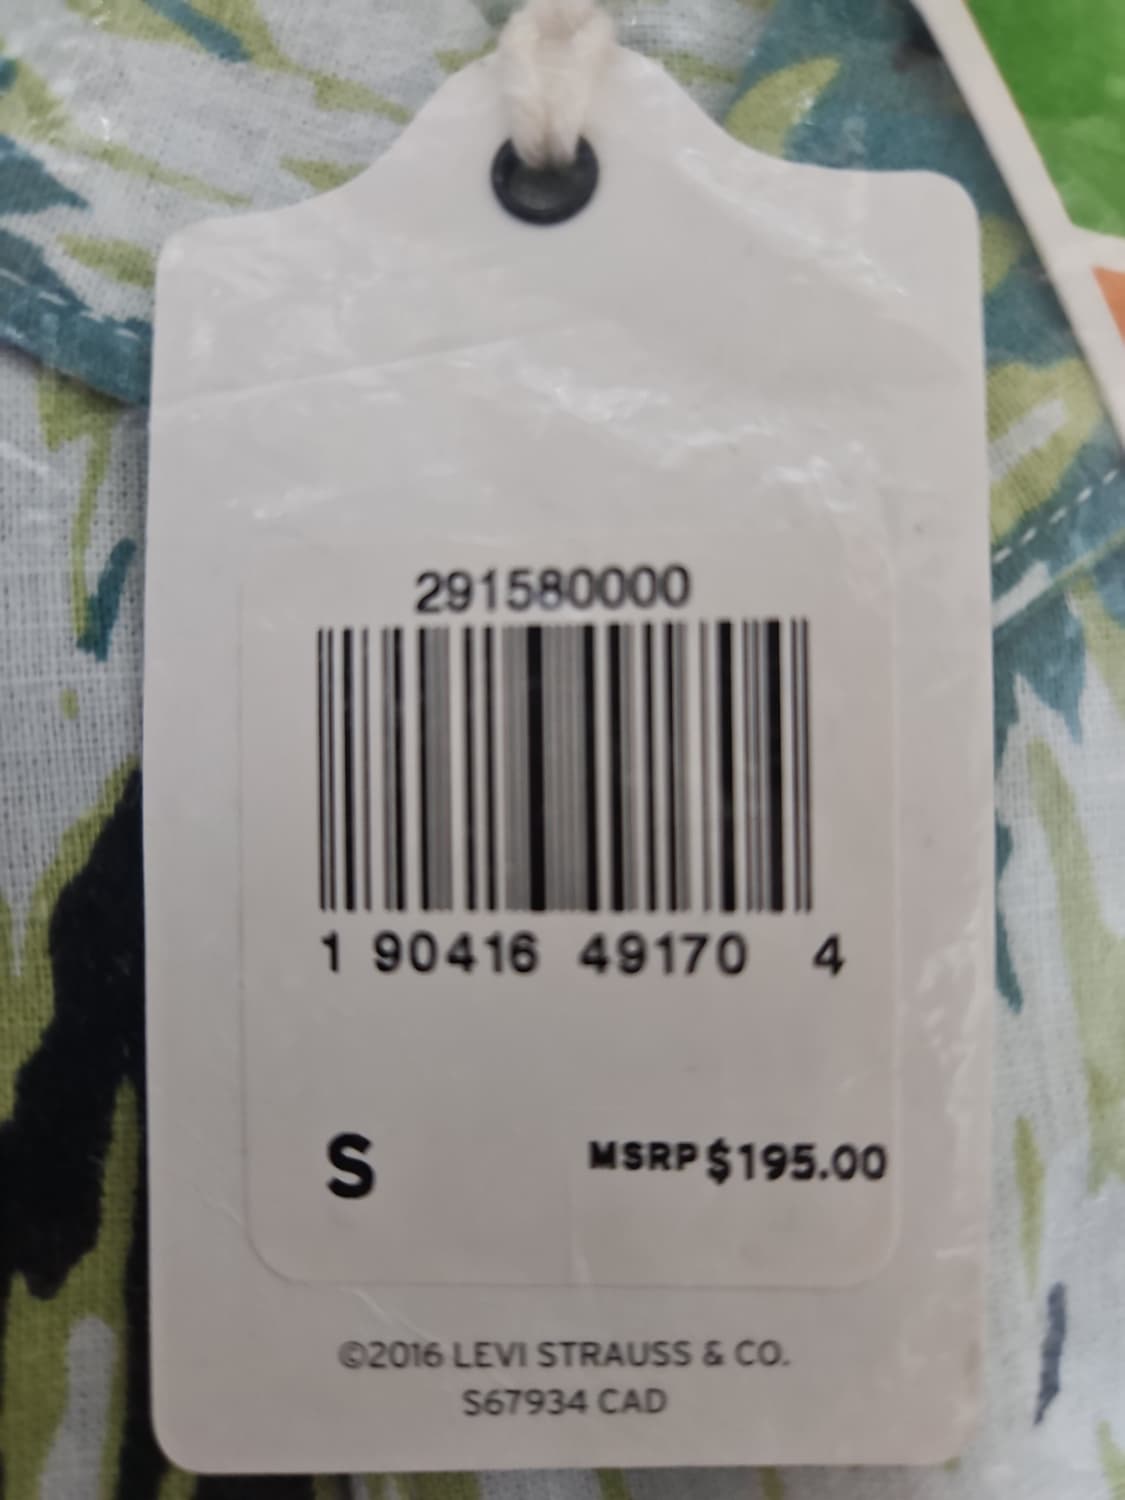 291580000
1 90416 49170 4
S MSRP $195.00
©2016 LEVI STRAUSS & CO.
S67934 CAD